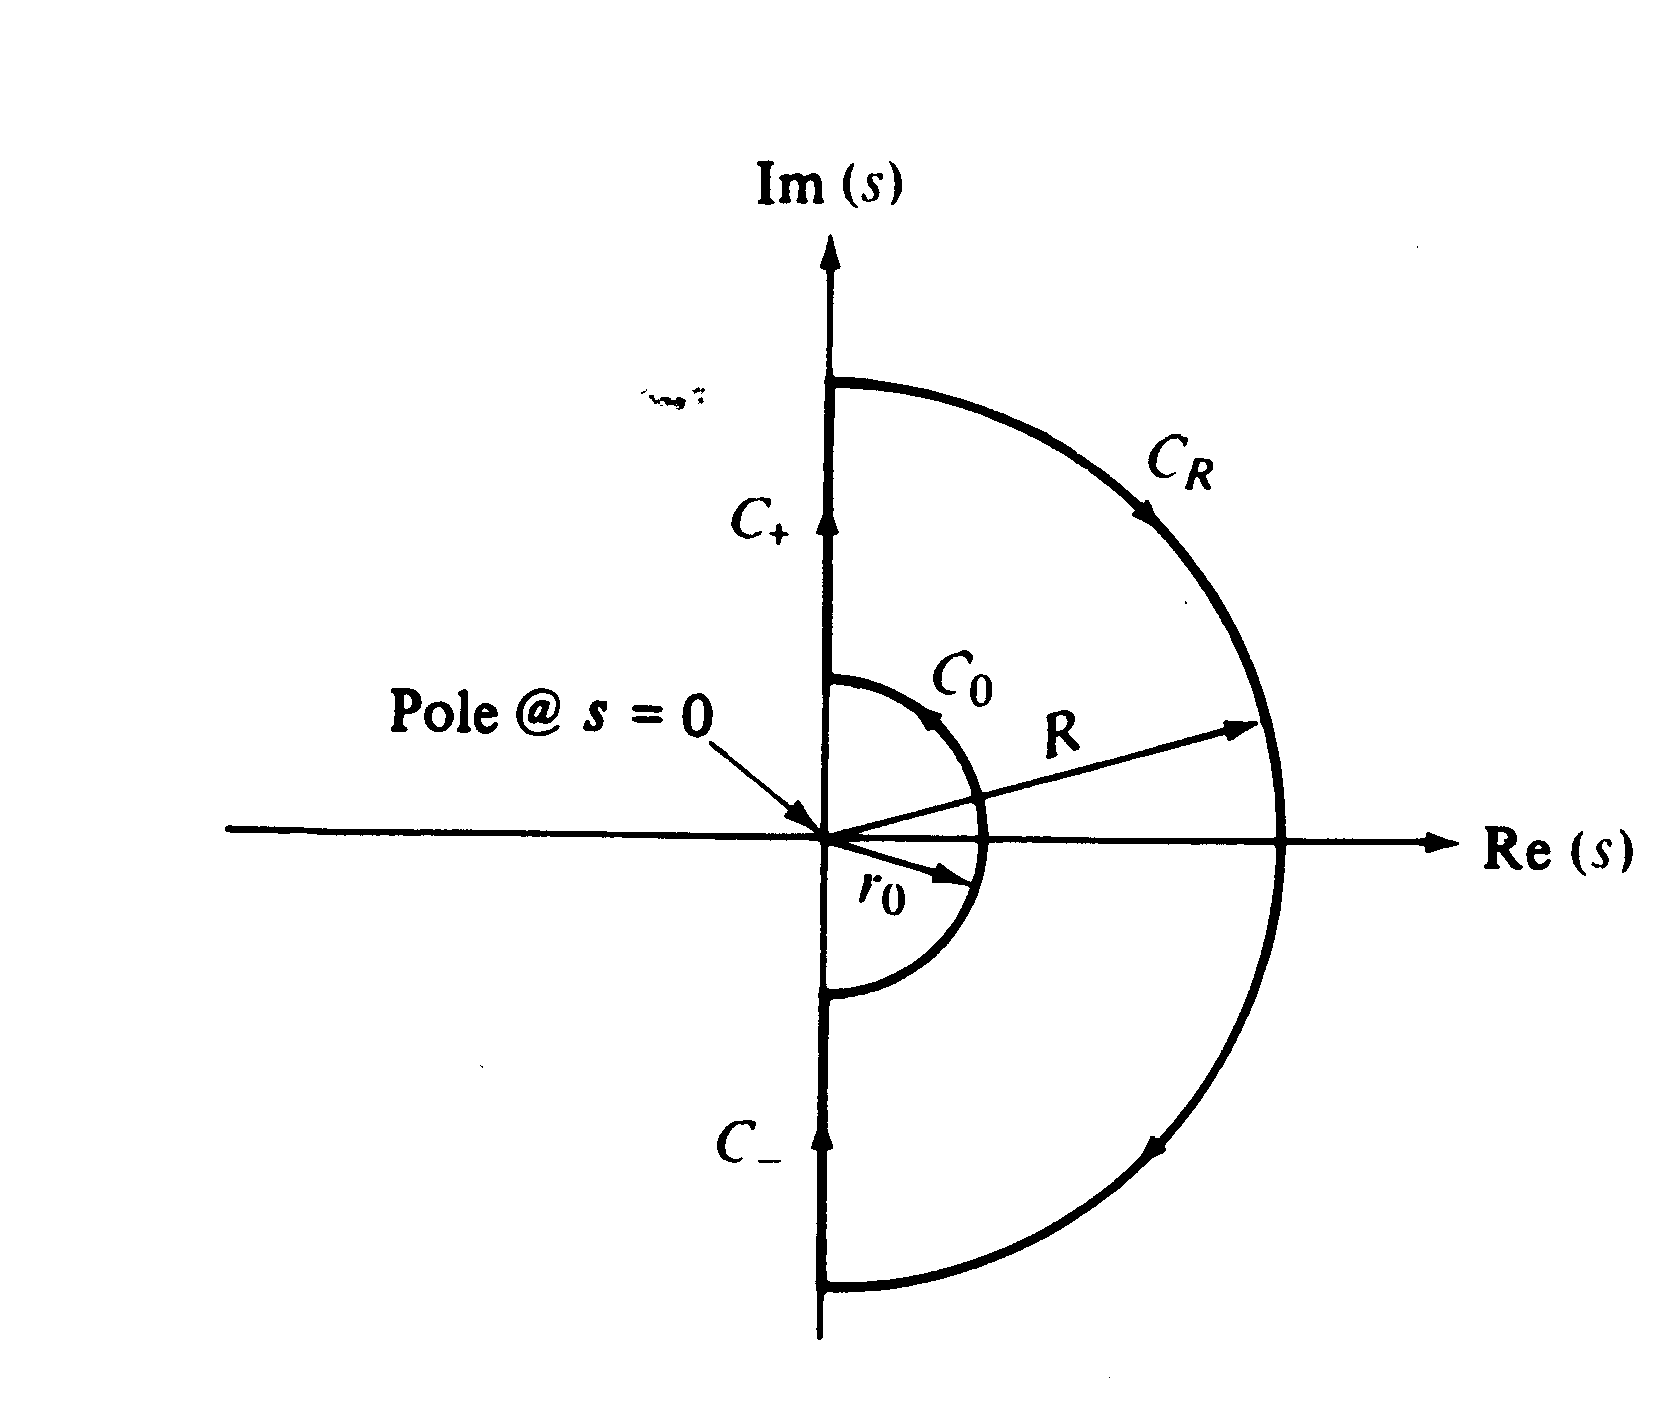 Im (s)
C_R
C_+
C_0
Pole @ s = 0
R
Re (s)
r_0
C_-